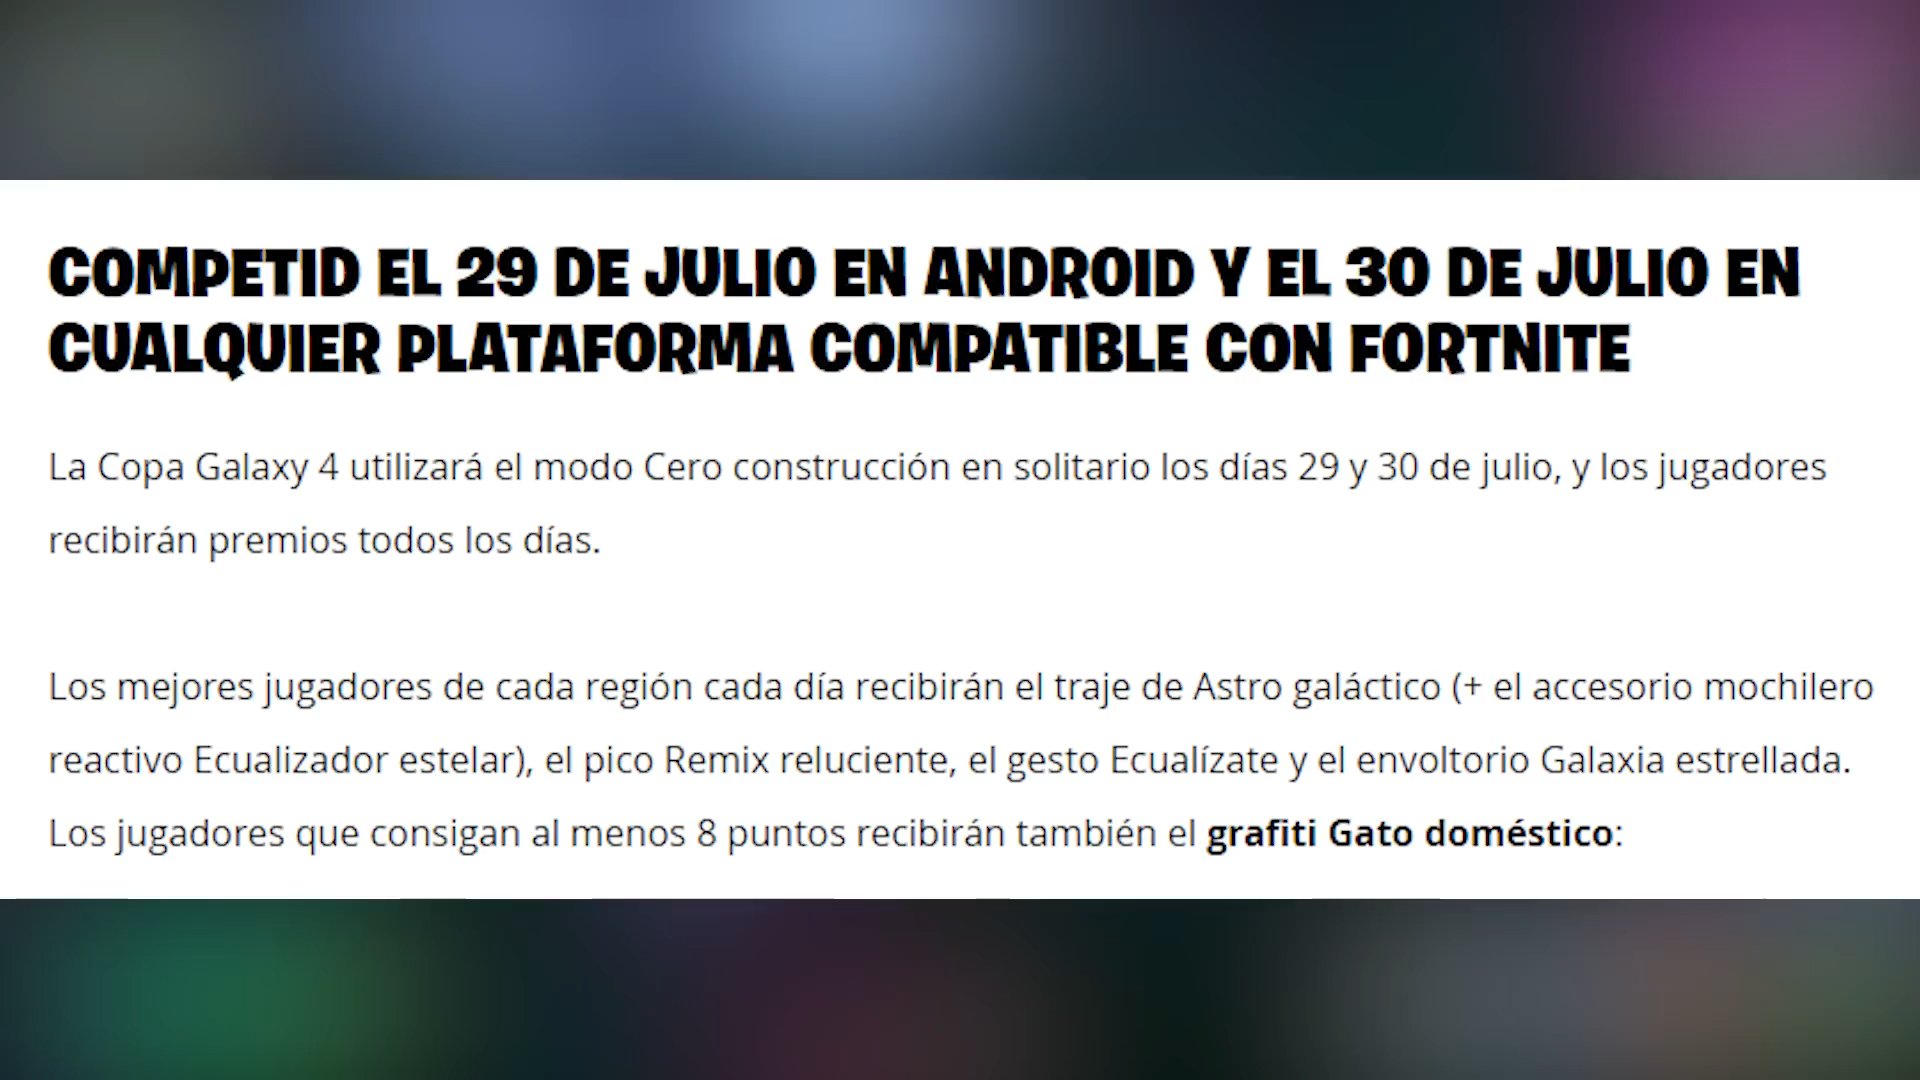 COMPETID EL 29 DE JULIO EN ANDROID Y EL 30 DE JULIO EN
CUALQUIER PLATAFORMA COMPATIBLE CON FORTNITE
La Copa Galaxy 4 utilizará el modo Cero construcción en solitario los días 29 y 30 de julio, y los jugadores
recibirán premios todos los días.
Los mejores jugadores de cada región cada día recibirán el traje de Astro galáctico (+ el accesorio mochilero
reactivo Ecualizador estelar), el pico Remix reluciente, el gesto Ecualízate y el envoltorio Galaxia estrellada.
Los jugadores que consigan al menos 8 puntos recibirán también el grafiti Gato doméstico: